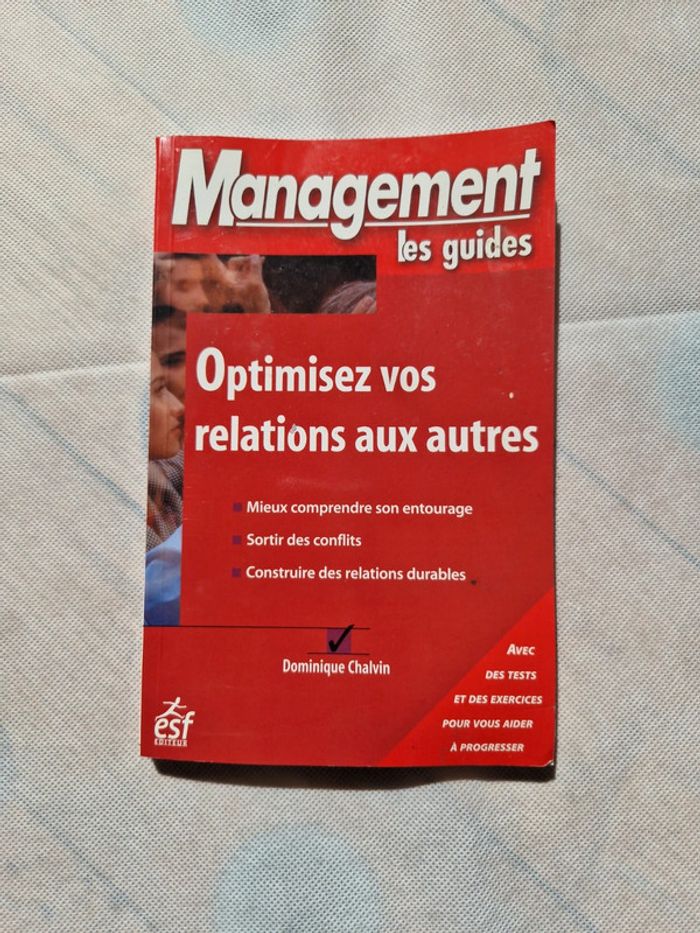 Management
les guides
Optimisez vos
relations aux autres
Mieux comprendre son entourage
Sortir des conflits
Construire des relations durables
Dominique Chalvin
AVEC
DES TESTS
ET DES EXERCICES
POUR VOUS AIDER
À PROGRESSER
esf
EDITEUR